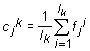 c_j^k = \frac{1}{l_k} \sum_{i=1}^{l_k} f_j^i